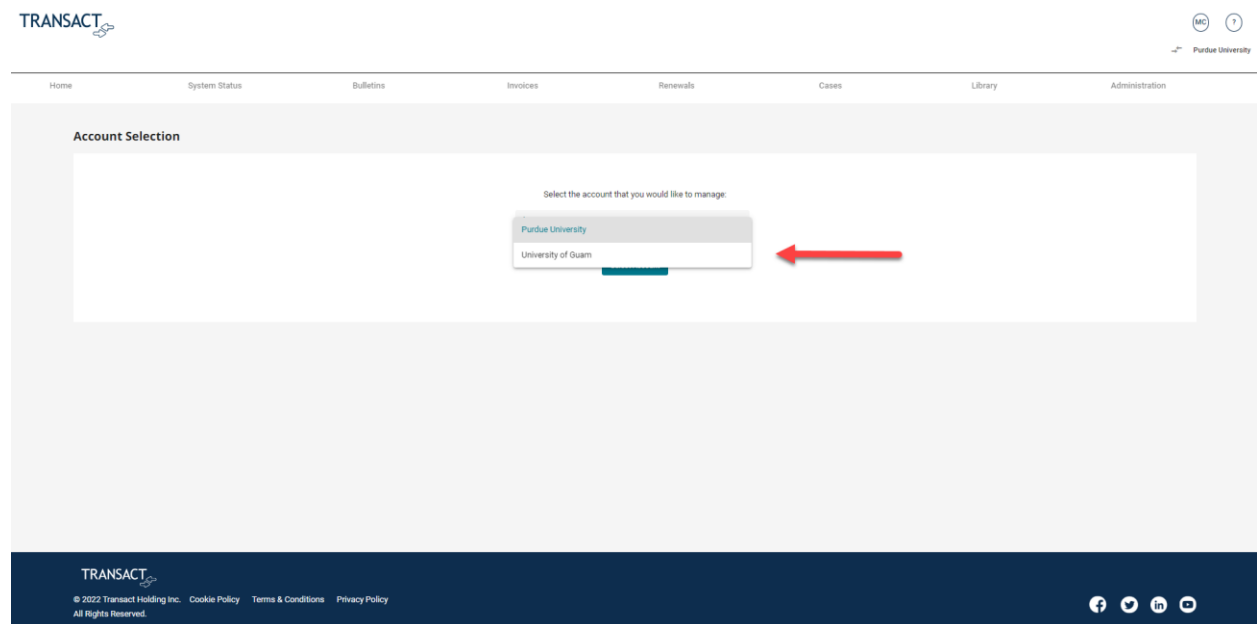 TRANSACT
MC ?
Purdue University
Home System Status Bulletins Invoices Renewals Cases Library Administration
Account Selection
Select the account that you would like to manage:
Purdue University
University of Guam
TRANSACT
© 2022 Transact Holding Inc. Cookie Policy Terms & Conditions Privacy Policy
All Rights Reserved.